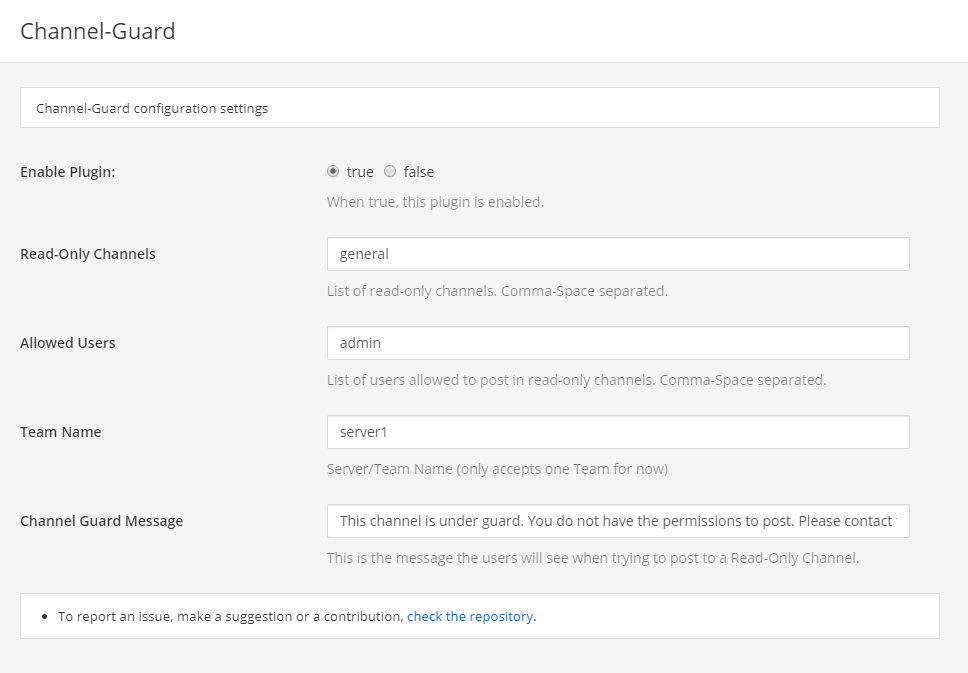 Channel-Guard
Channel-Guard configuration settings
Enable Plugin:
true false
When true, this plugin is enabled.
Read-Only Channels
general
List of read-only channels. Comma-Space separated.
Allowed Users
admin
List of users allowed to post in read-only channels. Comma-Space separated.
Team Name
server1
Server/Team Name (only accepts one Team for now)
Channel Guard Message
This channel is under guard. You do not have the permissions to post. Please contact
This is the message the users will see when trying to post to a Read-Only Channel.
• To report an issue, make a suggestion or a contribution, check the repository.